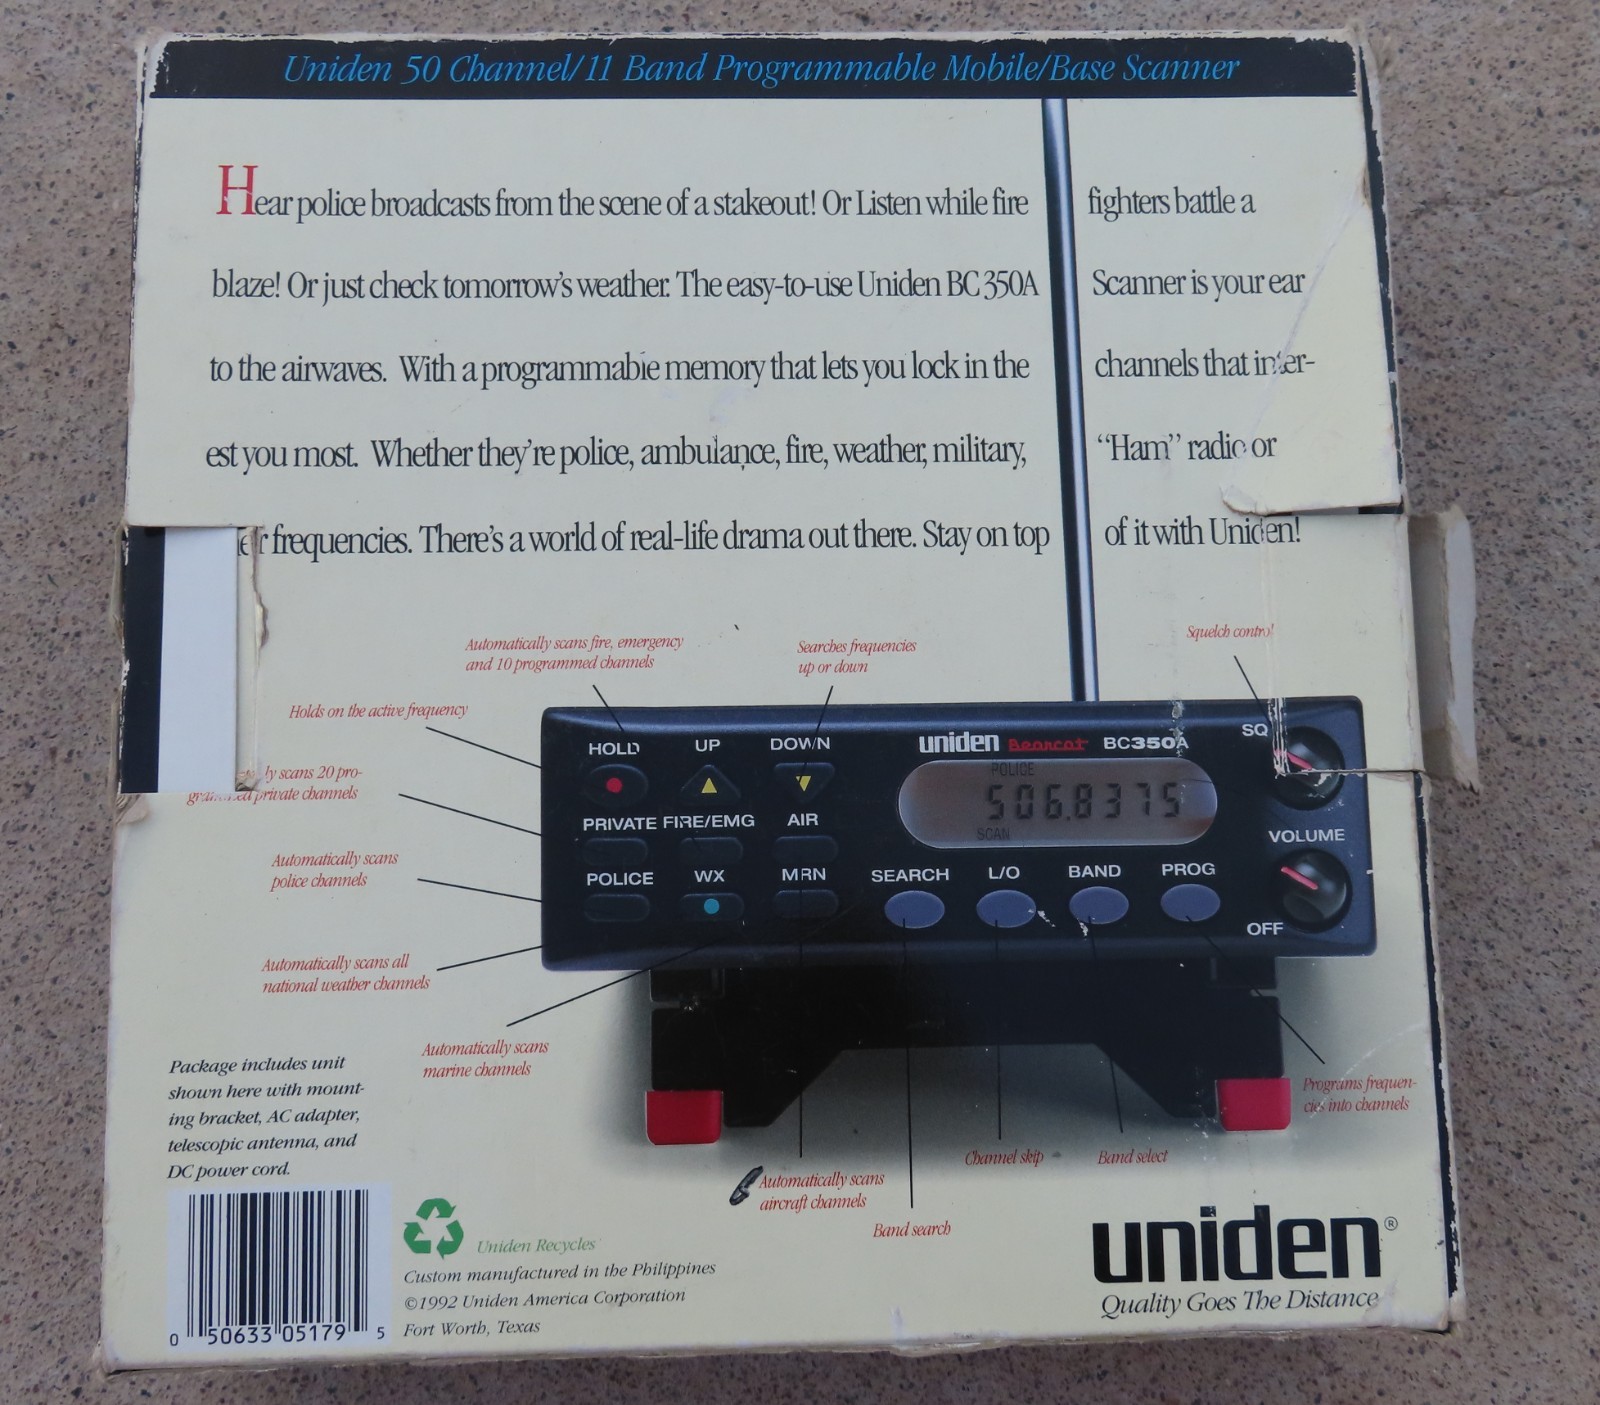 Uniden 50 Channel/11 Band Programmable Mobile/Base Scanner
Hear police broadcasts from the scene of a stakeout! Or Listen while fire fighters battle a
blaze! Or just check tomorrow's weather. The easy-to-use Uniden BC 350A Scanner is your ear
to the airwaves. With a programmable memory that lets you lock in the channels that inter-
est you most. Whether they're police, ambulance, fire, weather, military, "Ham" radio or
frequencies. There's a world of real-life drama out there. Stay on top of it with Uniden!
Automatically scans fire, emergency
and 10 programmed channels
Searches frequencies
up or down
Squelch control
Holds on the active frequency
scans 20 pro-
private channels
Automatically scans
police channels
Automatically scans all
national weather channels
Automatically scans
marine channels
HOLD UP DOWN
PRIVATE FIRE/EMG AIR
POLICE WX MRN
uniden Bearcat BC350A
POLICE
506.8375
SCAN
SEARCH L/O BAND PROG
SQ
VOLUME
OFF
Programs frequen-
cies into channels
Channel skip
Band select
Automatically scans
aircraft channels
Band search
Package includes unit
shown here with mount-
ing bracket, AC adapter,
telescopic antenna, and
DC power cord.
0 50633 05179 5
Uniden Recycles
Custom manufactured in the Philippines
©1992 Uniden America Corporation
Fort Worth, Texas
uniden®
Quality Goes The Distance